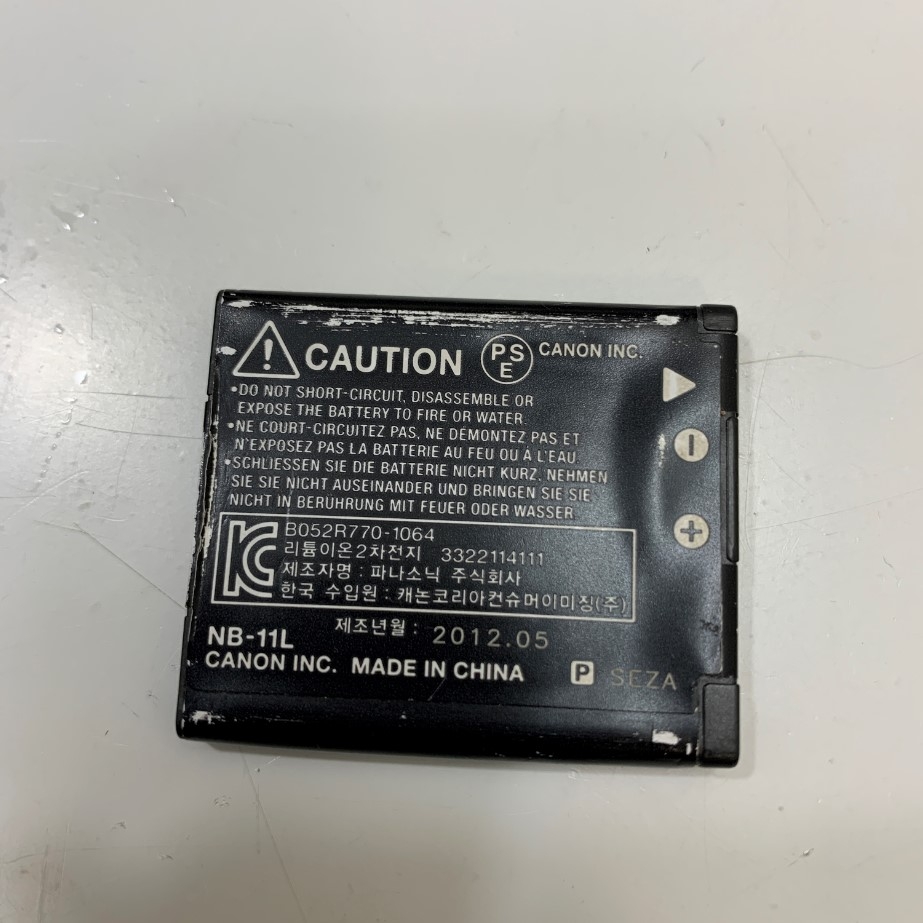 CAUTION PSE CANON INC.
•DO NOT SHORT-CIRCUIT, DISASSEMBLE OR
EXPOSE THE BATTERY TO FIRE OR WATER.
•NE COURT-CIRCUITEZ PAS, NE DÉMONTEZ PAS ET
N'EXPOSEZ PAS LA BATTERIE AU FEU OU À L'EAU.
•SCHLIESSEN SIE DIE BATTERIE NICHT KURZ, NEHMEN
SIE SIE NICHT AUSEINANDER UND BRINGEN SIE SIE
NICHT IN BERÜHRUNG MIT FEUER ODER WASSER.
B052R770-1064
리튬이온2차전지 3322114111
제조자명 : 파나소닉 주식회사
한국 수입원 : 캐논코리아컨슈머이미징(주)
제조년월 : 2012.05
NB-11L
CANON INC. MADE IN CHINA P SEZA